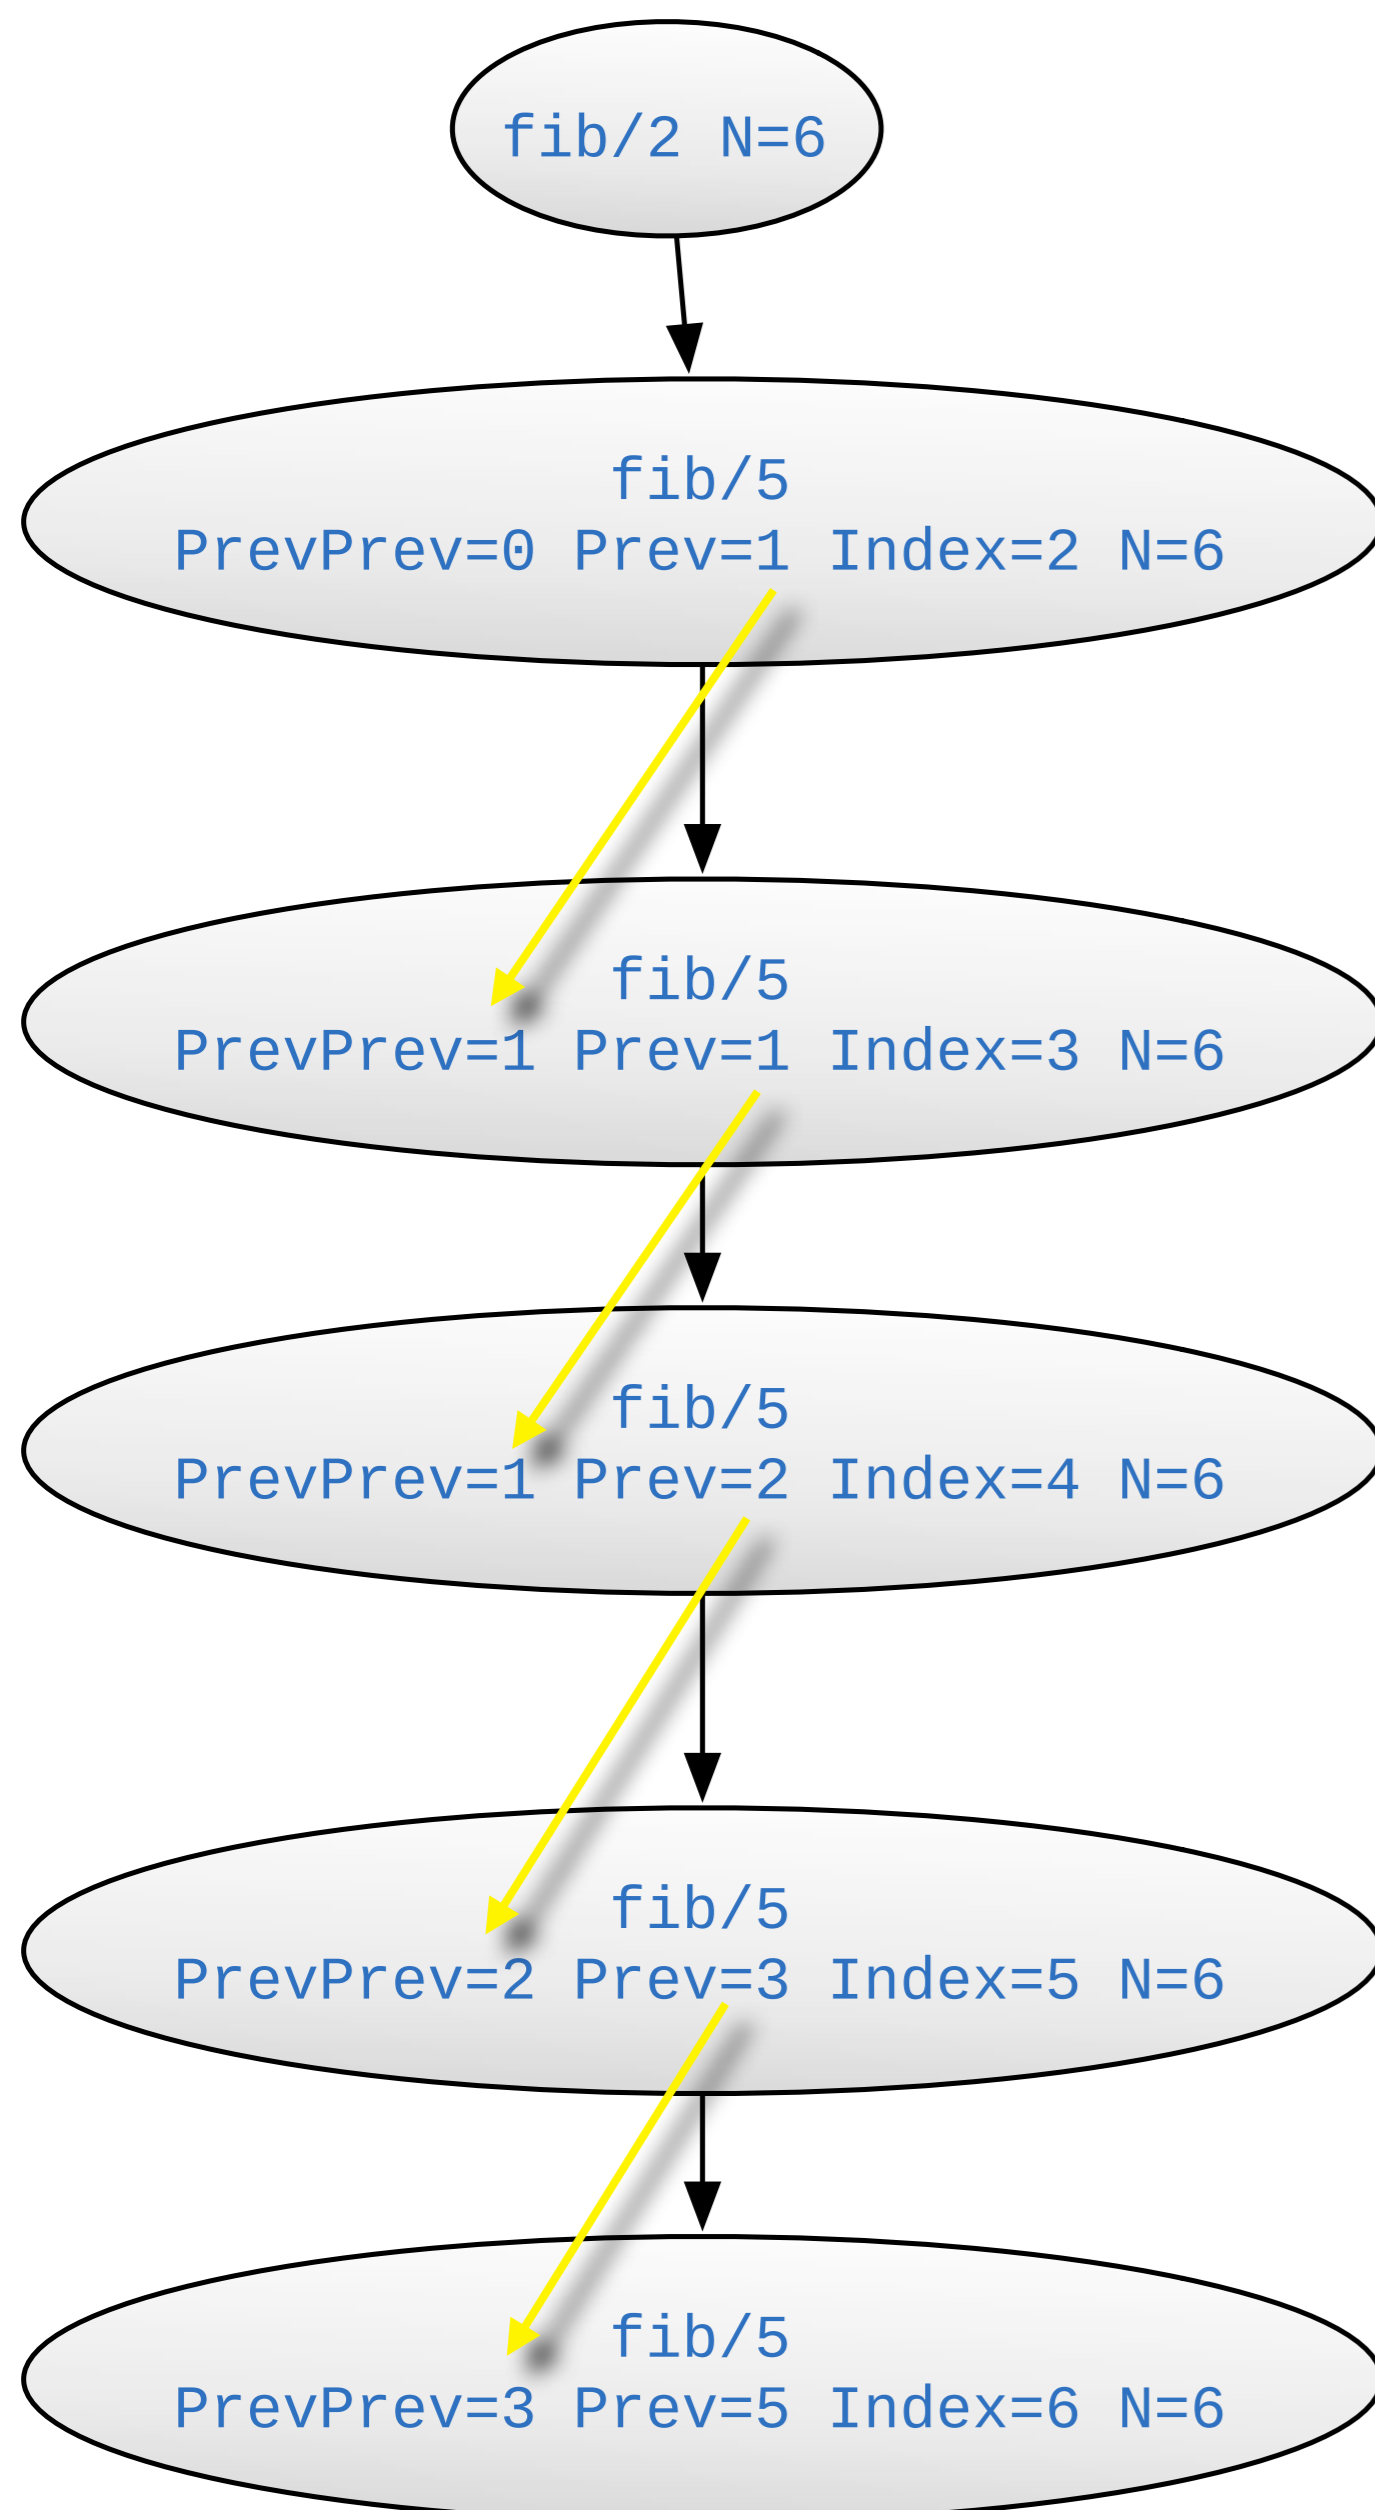 fib/2 N=6
fib/5
PrevPrev=0 Prev=1 Index=2 N=6
fib/5
PrevPrev=1 Prev=1 Index=3 N=6
fib/5
PrevPrev=1 Prev=2 Index=4 N=6
fib/5
PrevPrev=2 Prev=3 Index=5 N=6
fib/5
PrevPrev=3 Prev=5 Index=6 N=6